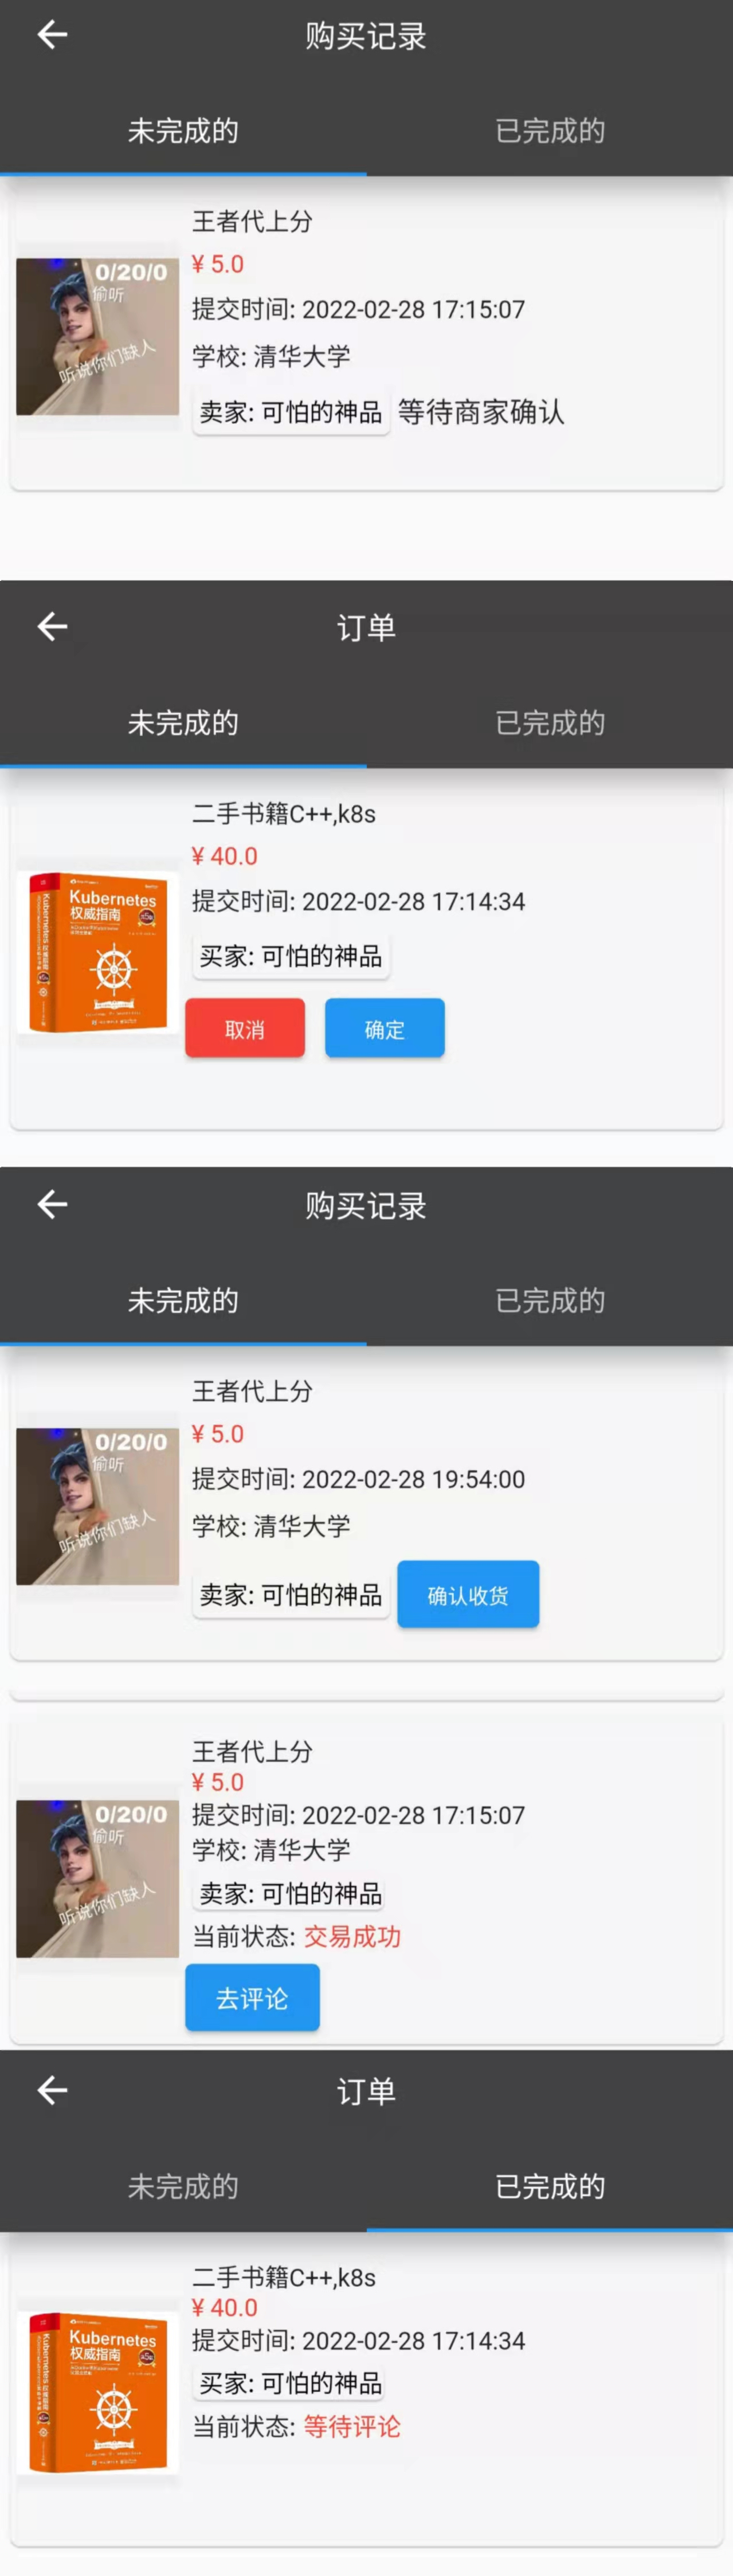 购买记录
未完成的 已完成的
王者代上分
0/20/0
偷听
听说你们缺人
¥ 5.0
提交时间: 2022-02-28 17:15:07
学校: 清华大学
卖家: 可怕的神品 等待商家确认
订单
未完成的 已完成的
二手书籍C++,k8s
¥ 40.0
Kubernetes
权威指南
提交时间: 2022-02-28 17:14:34
买家: 可怕的神品
取消 确定
购买记录
未完成的 已完成的
王者代上分
¥ 5.0
0/20/0
偷听
听说你们缺人
提交时间: 2022-02-28 19:54:00
学校: 清华大学
卖家: 可怕的神品 确认收货
王者代上分
¥ 5.0
0/20/0
偷听
听说你们缺人
提交时间: 2022-02-28 17:15:07
学校: 清华大学
卖家: 可怕的神品
当前状态: 交易成功
去评论
订单
未完成的 已完成的
二手书籍C++,k8s
¥ 40.0
Kubernetes
权威指南
提交时间: 2022-02-28 17:14:34
买家: 可怕的神品
当前状态: 等待评论